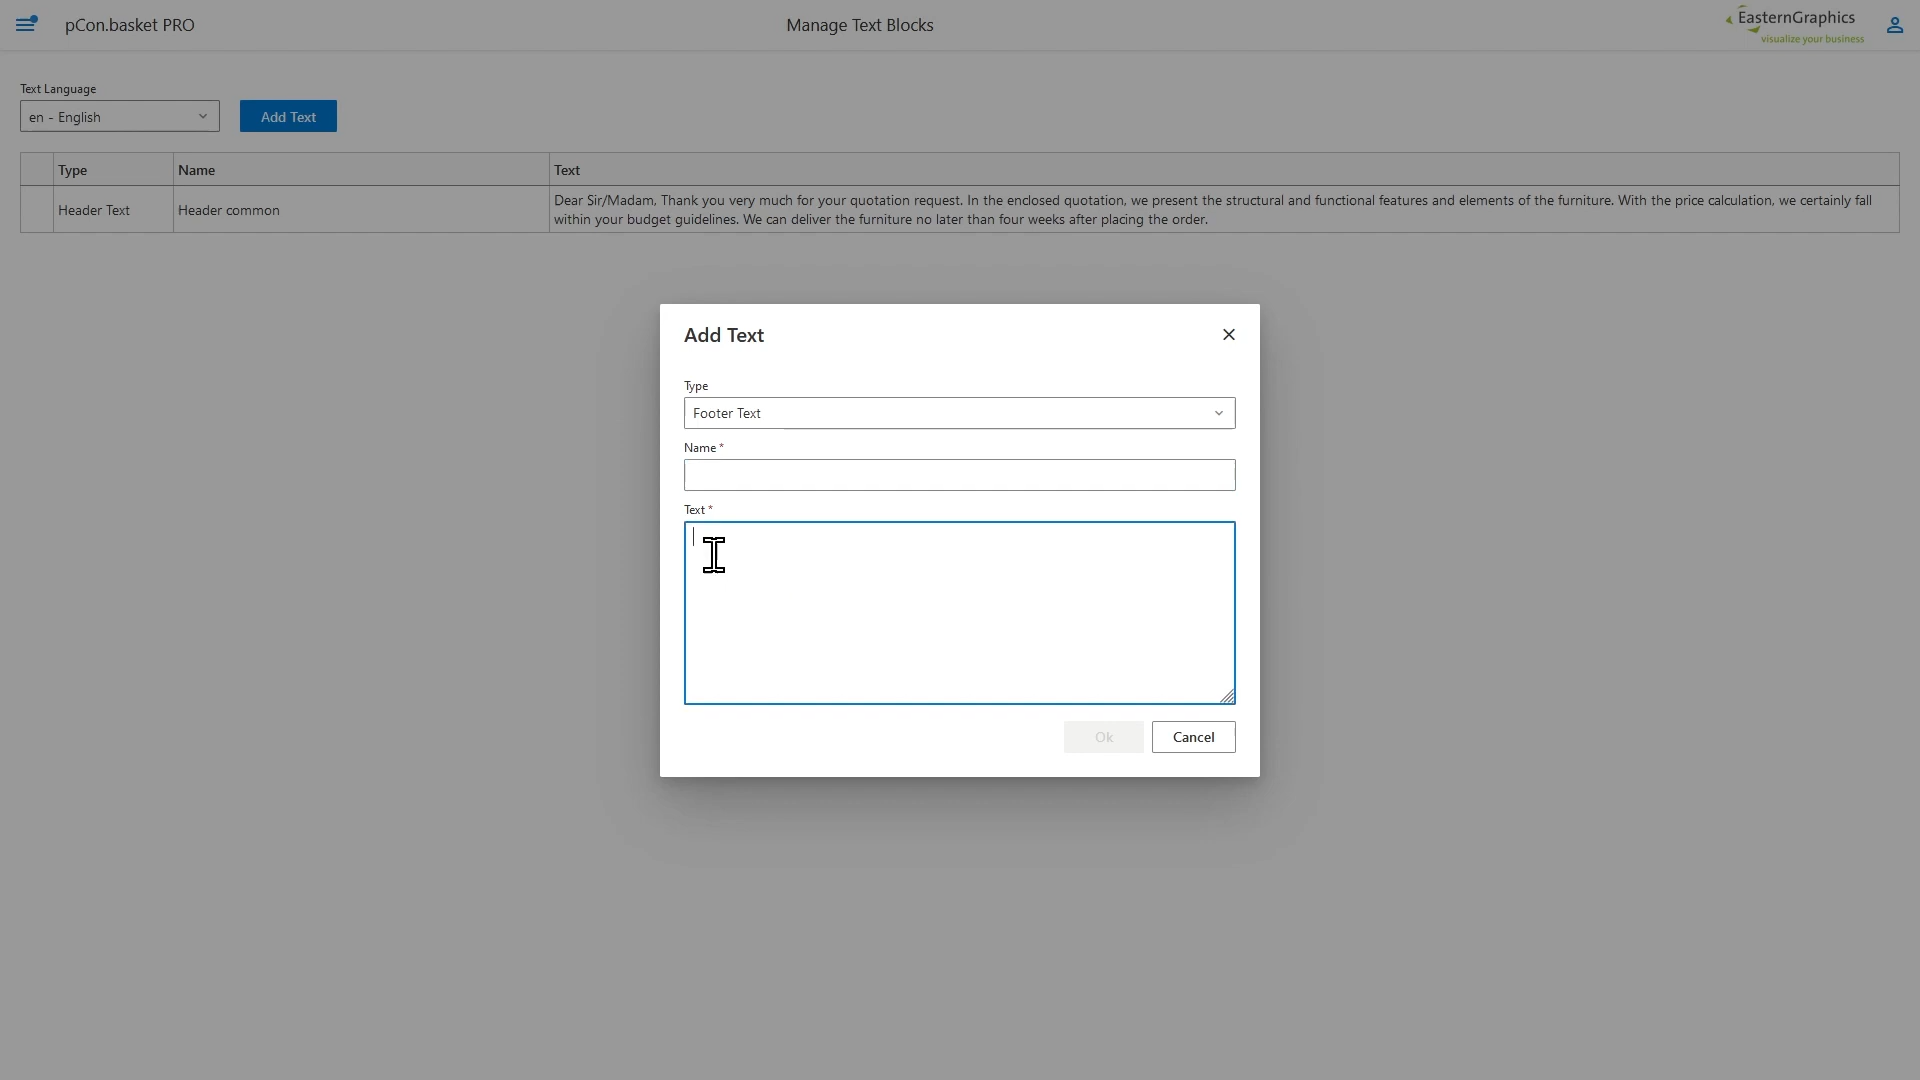 pCon.basket PRO
Manage Text Blocks
EasternGraphics
visualize your business
Text Language
en - English
Add Text
Type Name Text
Header Text Header common Dear Sir/Madam, Thank you very much for your quotation request. In the enclosed quotation, we present the structural and functional features and elements of the furniture. With the price calculation, we certainly fall
within your budget guidelines. We can deliver the furniture no later than four weeks after placing the order.
Add Text
Type
Footer Text
Name *
Text *
Ok Cancel